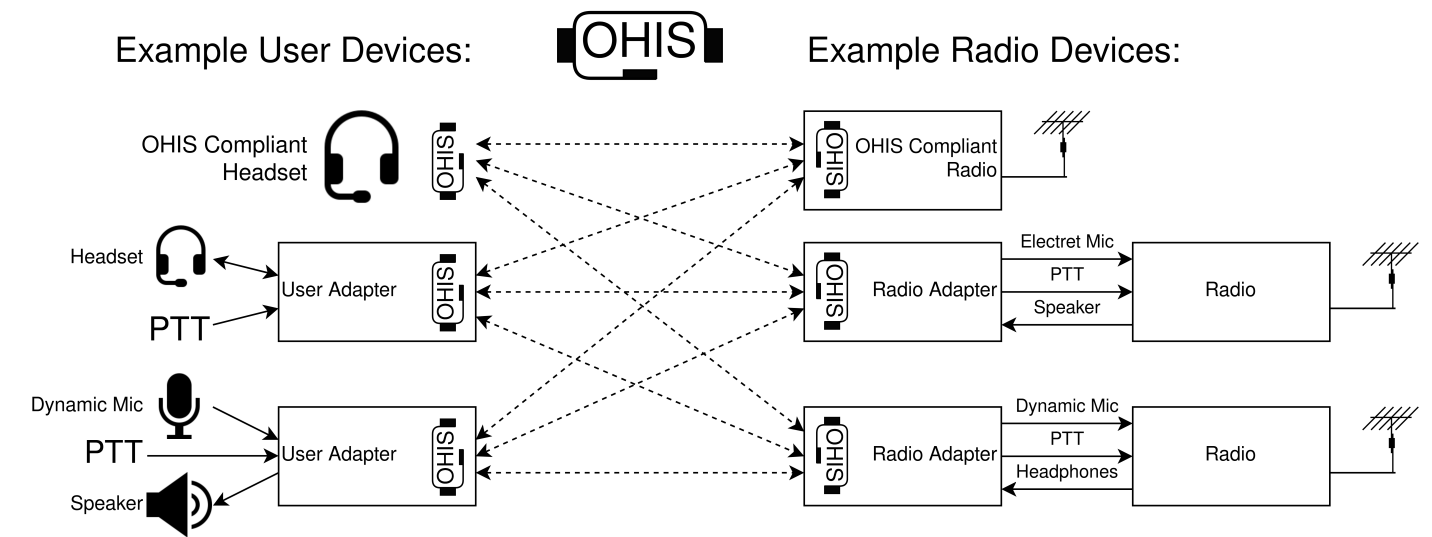 Example User Devices:
OHIS
Example Radio Devices:
OHIS Compliant
Headset
OHIS
OHIS
OHIS Compliant
Radio
Headset
PTT
User Adapter
OHIS
OHIS
Radio Adapter
Electret Mic
PTT
Speaker
Radio
Dynamic Mic
PTT
Speaker
User Adapter
OHIS
OHIS
Radio Adapter
Dynamic Mic
PTT
Headphones
Radio